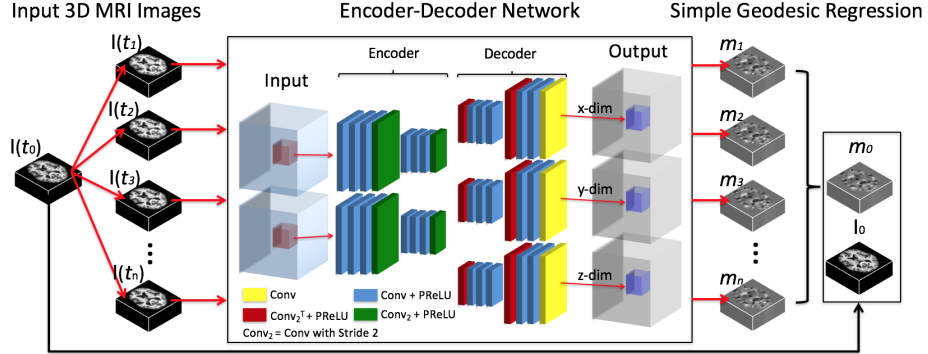 Input 3D MRI Images
Encoder-Decoder Network
Simple Geodesic Regression
I(t₀)
I(t₁)
I(t₂)
I(t₃)
I(tₙ)
Input
Encoder
Decoder
Output
x-dim
y-dim
z-dim
Conv
Conv + PReLU
Conv₂ᵀ + PReLU
Conv₂ + PReLU
Conv₂ = Conv with Stride 2
m₁
m₂
m₃
mₙ
m₀
I₀